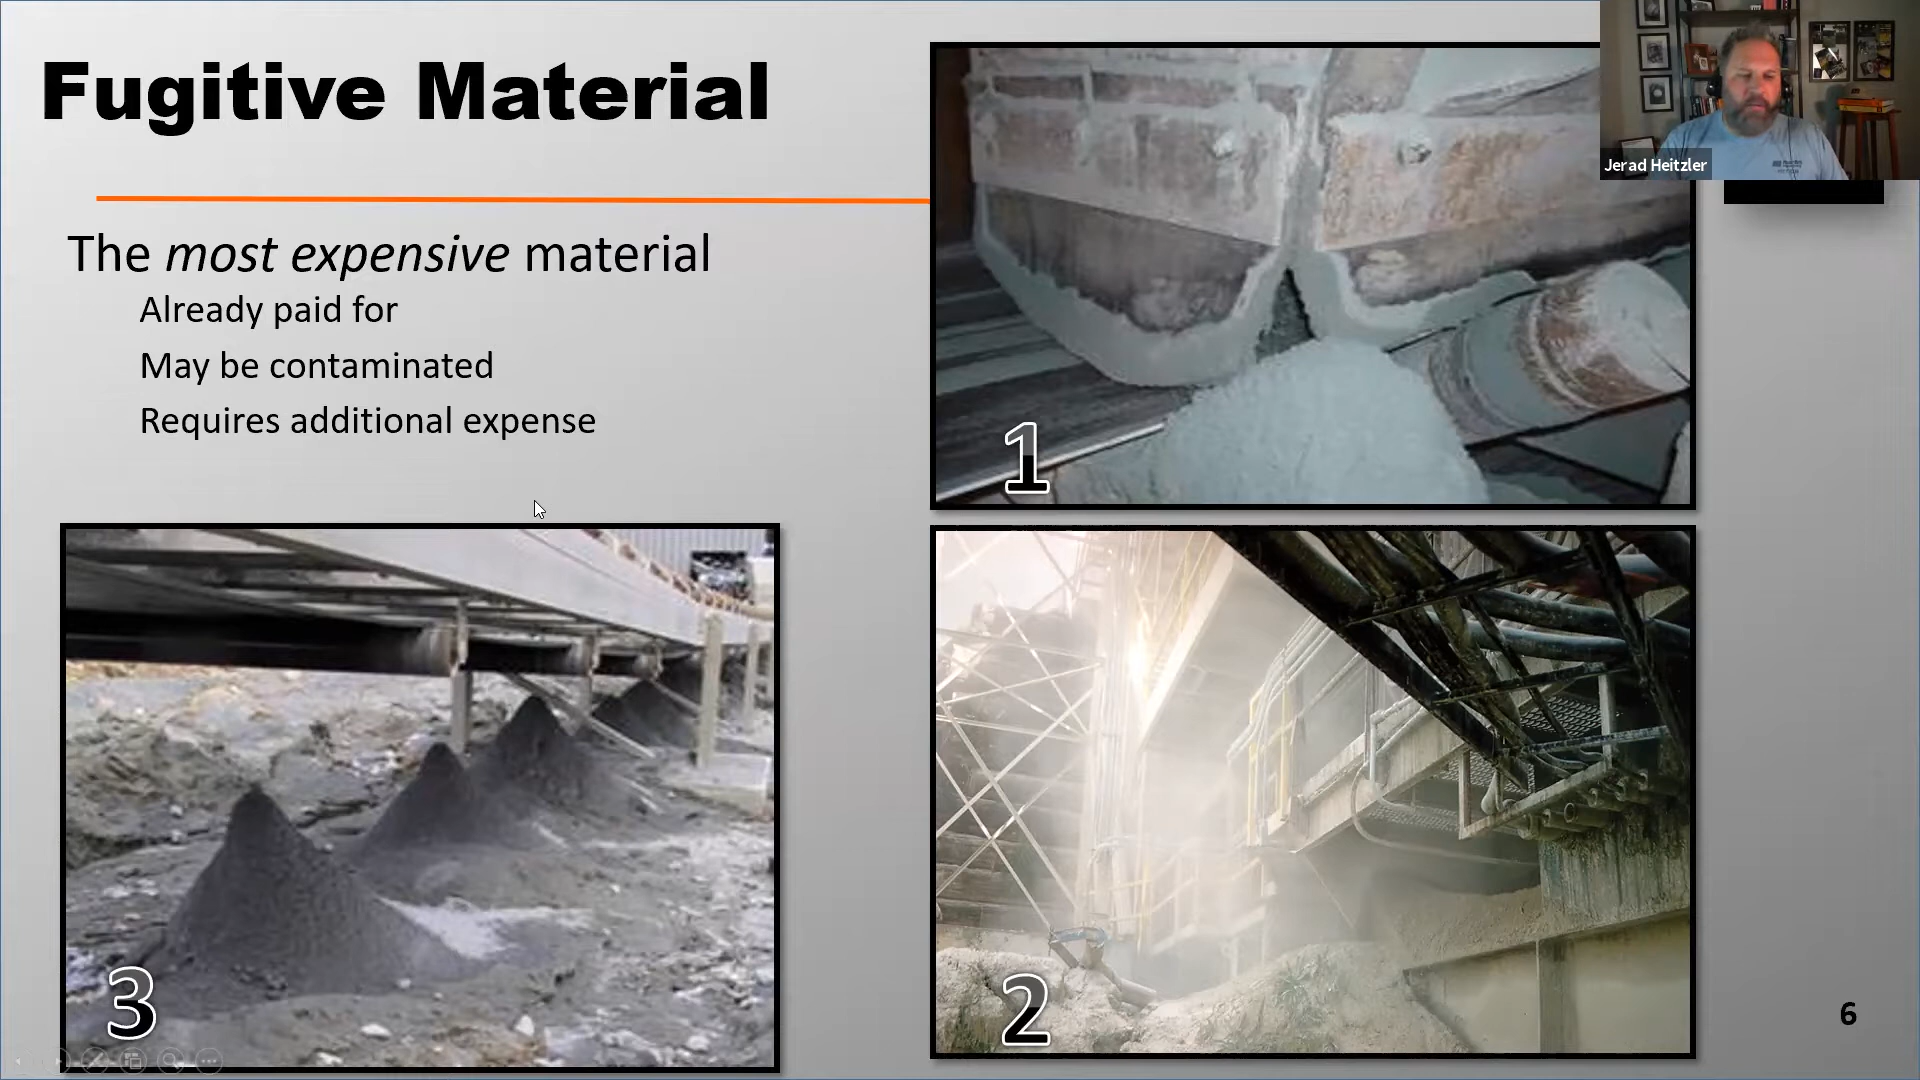 Fugitive Material
Jerad Heitzler
The most expensive material
Already paid for
May be contaminated
Requires additional expense
1
3
2
6